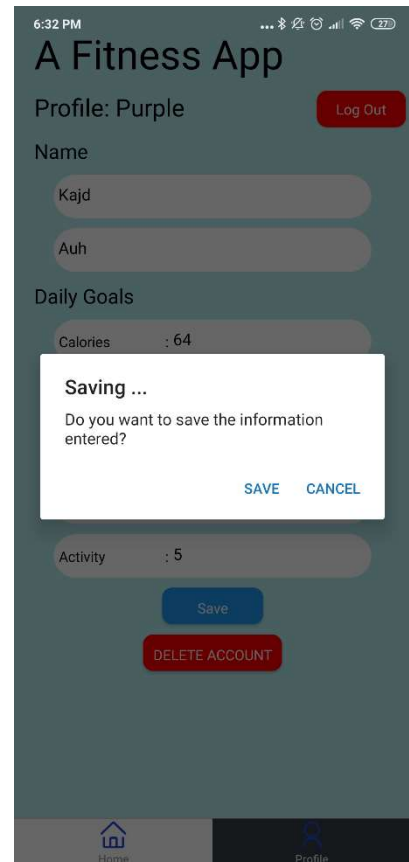 6:32 PM ... 27
A Fitness App
Profile: Purple
Log Out
Name
Kajd
Auh
Daily Goals
Calories : 64
Saving ...
Do you want to save the information
entered?
SAVE CANCEL
Activity : 5
Save
DELETE ACCOUNT
Home Profile